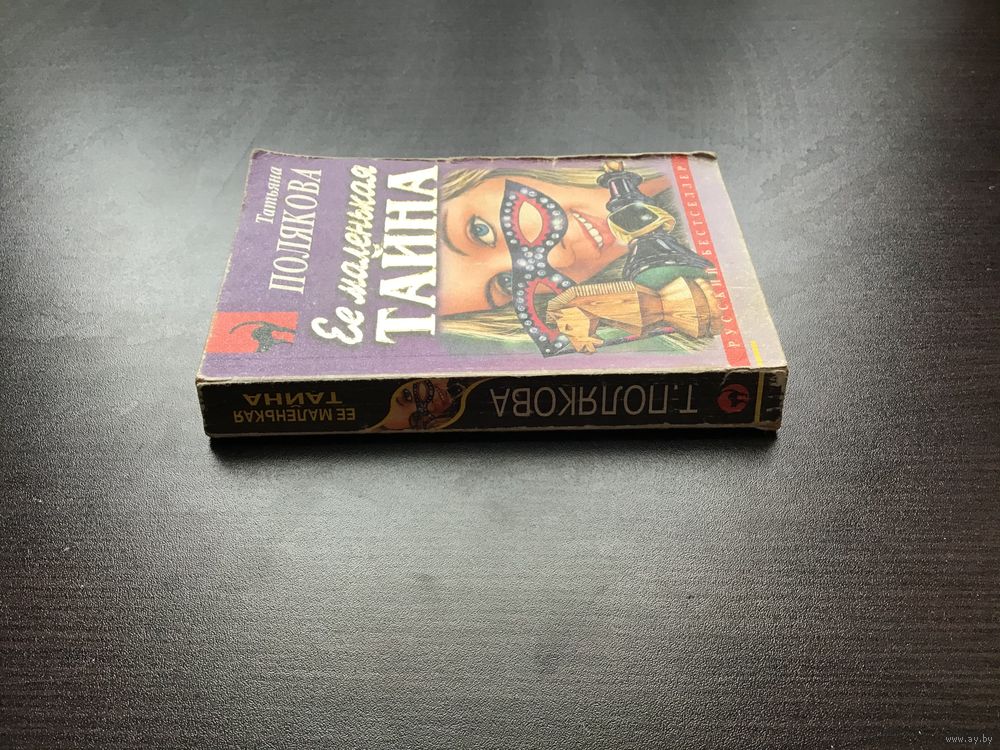 Татьяна
ПОЛЯКОВА
Ее маленькая
ТАЙНА
РУССКИЙ БЕСТСЕЛЛЕР
Т. ПОЛЯКОВА
ЕЕ МАЛЕНЬКАЯ
ТАЙНА
www.ay.by